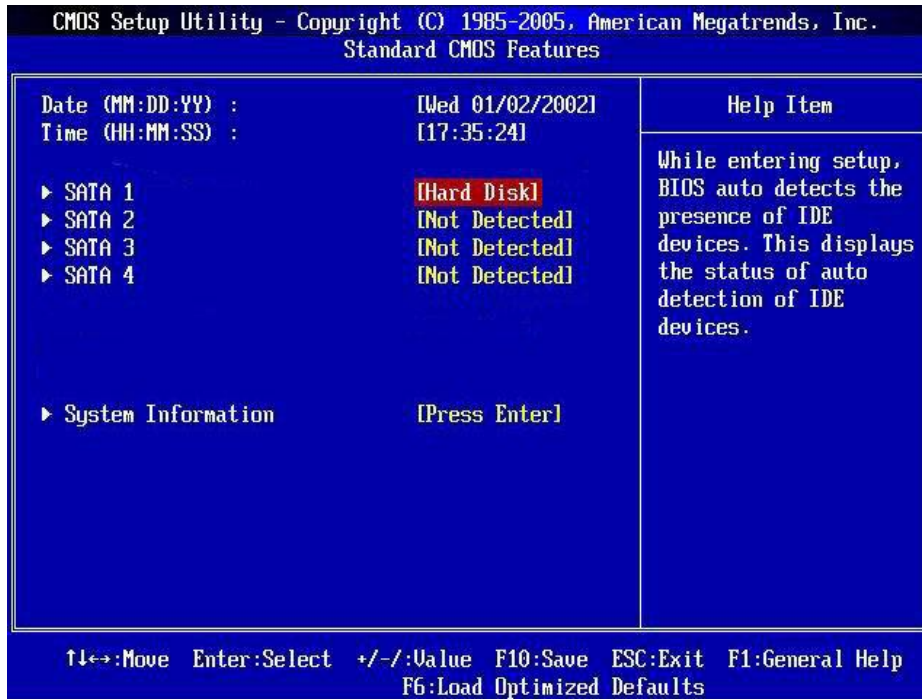 CMOS Setup Utility - Copyright (C) 1985-2005, American Megatrends, Inc.
Standard CMOS Features
Date (MM:DD:YY) : [Wed 01/02/2002]
Time (HH:MM:SS) : [17:35:24]
▶ SATA 1 [Hard Disk]
▶ SATA 2 [Not Detected]
▶ SATA 3 [Not Detected]
▶ SATA 4 [Not Detected]
▶ System Information [Press Enter]
Help Item
While entering setup,
BIOS auto detects the
presence of IDE
devices. This displays
the status of auto
detection of IDE
devices.
↑↓←→:Move Enter:Select +/-/:Value F10:Save ESC:Exit F1:General Help
F6:Load Optimized Defaults